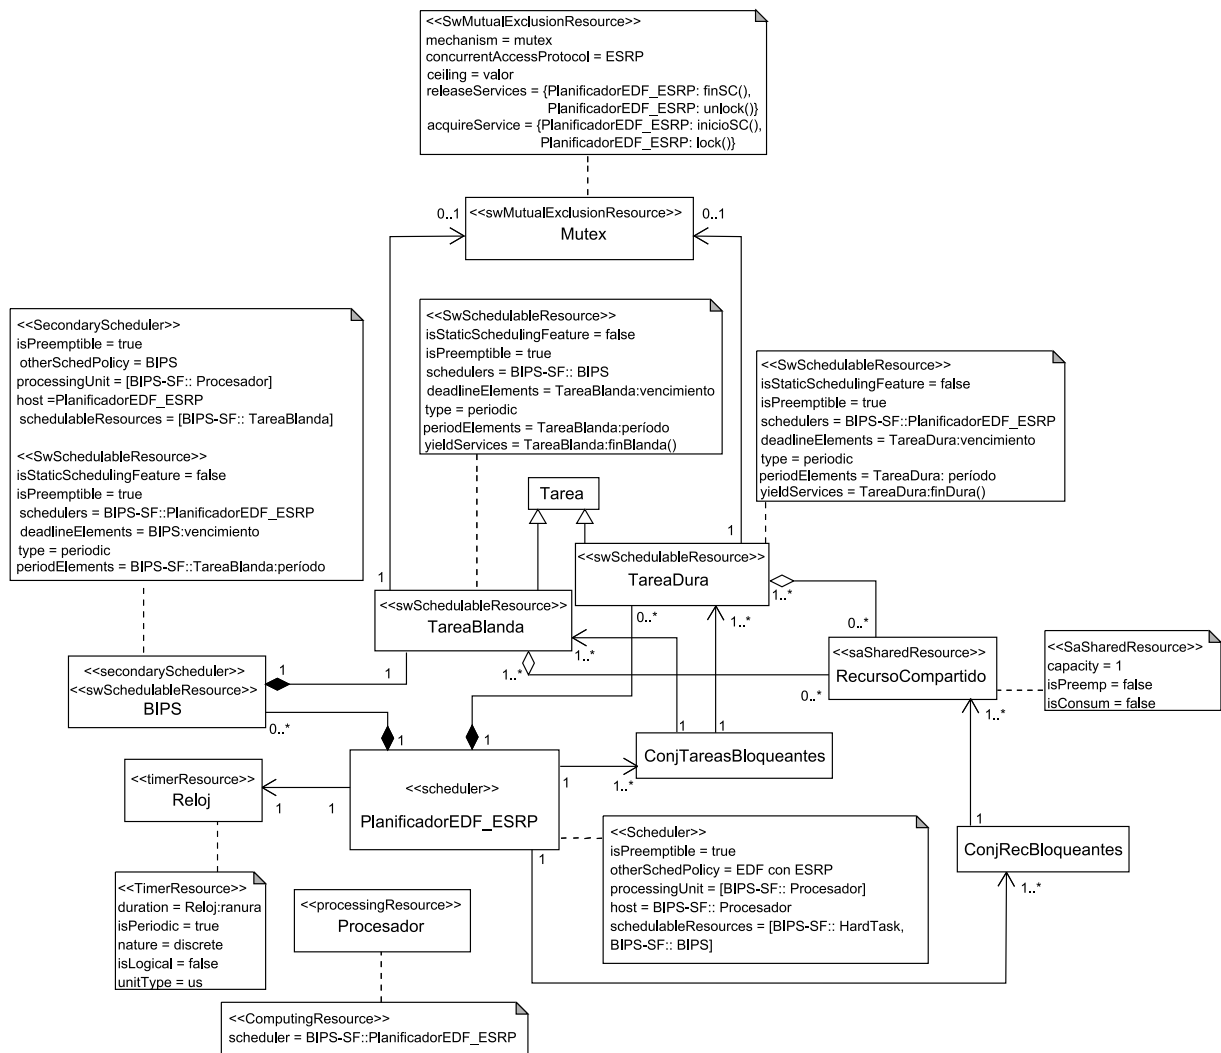 <<SwMutualExclusionResource>>
mechanism = mutex
concurrentAccessProtocol = ESRP
ceiling = valor
releaseServices = {PlanificadorEDF_ESRP: finSC(),
PlanificadorEDF_ESRP: unlock()}
acquireService = {PlanificadorEDF_ESRP: inicioSC(),
PlanificadorEDF_ESRP: lock()}
0..1
<<swMutualExclusionResource>>
Mutex
0..1
<<SecondaryScheduler>>
isPreemptible = true
otherSchedPolicy = BIPS
processingUnit = [BIPS-SF:: Procesador]
host =PlanificadorEDF_ESRP
schedulableResources = [BIPS-SF:: TareaBlanda]
<<SwSchedulableResource>>
isStaticSchedulingFeature = false
isPreemptible = true
schedulers = BIPS-SF::PlanificadorEDF_ESRP
deadlineElements = BIPS:vencimiento
type = periodic
periodElements = BIPS-SF::TareaBlanda:período
<<SwSchedulableResource>>
isStaticSchedulingFeature = false
isPreemptible = true
schedulers = BIPS-SF:: BIPS
deadlineElements = TareaBlanda:vencimiento
type = periodic
periodElements = TareaBlanda:período
yieldServices = TareaBlanda:finBlanda()
<<SwSchedulableResource>>
isStaticSchedulingFeature = false
isPreemptible = true
schedulers = BIPS-SF::PlanificadorEDF_ESRP
deadlineElements = TareaDura:vencimiento
type = periodic
periodElements = TareaDura: período
yieldServices = TareaDura:finDura()
Tarea
1
<<swSchedulableResource>>
TareaDura
1
<<swSchedulableResource>>
TareaBlanda
0..*
1..*
1..*
0..*
1..*
1..*
0..*
<<saSharedResource>>
RecursoCompartido
1..*
<<SaSharedResource>>
capacity = 1
isPreemp = false
isConsum = false
<<secondaryScheduler>>
<<swSchedulableResource>>
BIPS
1
1
0..*
1
1
1
1
ConjTareasBloqueantes
<<timerResource>>
Reloj
1
1
<<scheduler>>
PlanificadorEDF_ESRP
1
1..*
1
1
ConjRecBloqueantes
1..*
<<Scheduler>>
isPreemptible = true
otherSchedPolicy = EDF con ESRP
processingUnit = [BIPS-SF:: Procesador]
host = BIPS-SF:: Procesador
schedulableResources = [BIPS-SF:: HardTask,
BIPS-SF:: BIPS]
<<TimerResource>>
duration = Reloj:ranura
isPeriodic = true
nature = discrete
isLogical = false
unitType = us
<<processingResource>>
Procesador
<<ComputingResource>>
scheduler = BIPS-SF::PlanificadorEDF_ESRP